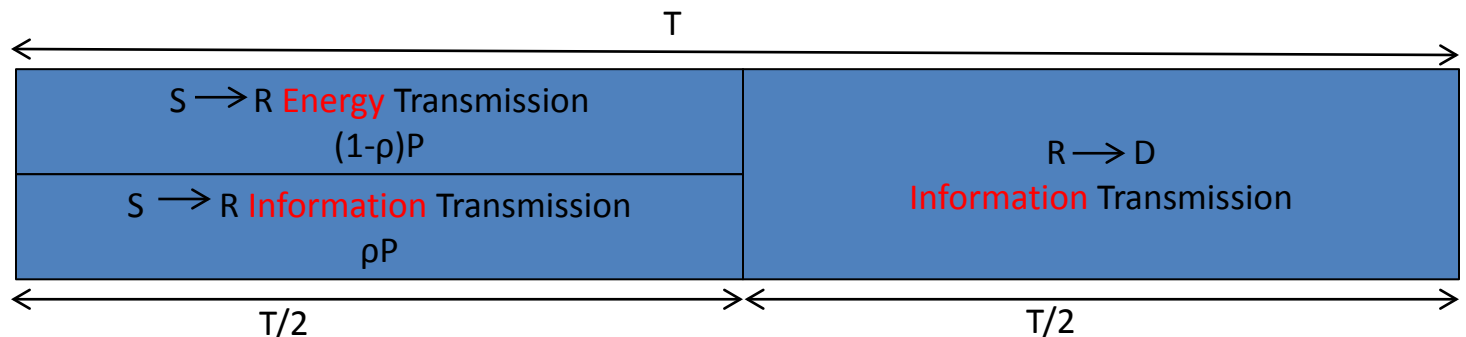 T
S → R Energy Transmission
(1-ρ)P
S → R Information Transmission
ρP
R → D
Information Transmission
T/2
T/2